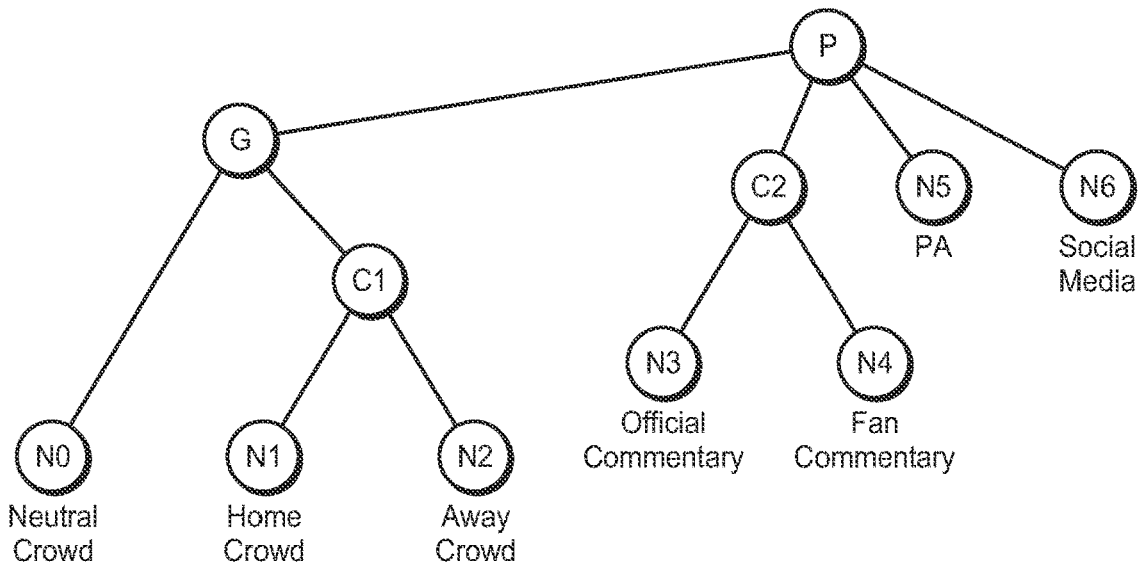 P
G
C2
N5
N6
PA
Social
Media
C1
N3
N4
Official
Commentary
Fan
Commentary
N0
N1
N2
Neutral
Crowd
Home
Crowd
Away
Crowd